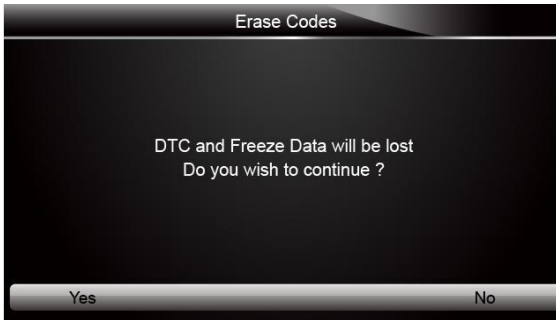 Erase Codes
DTC and Freeze Data will be lost
Do you wish to continue ?
Yes No